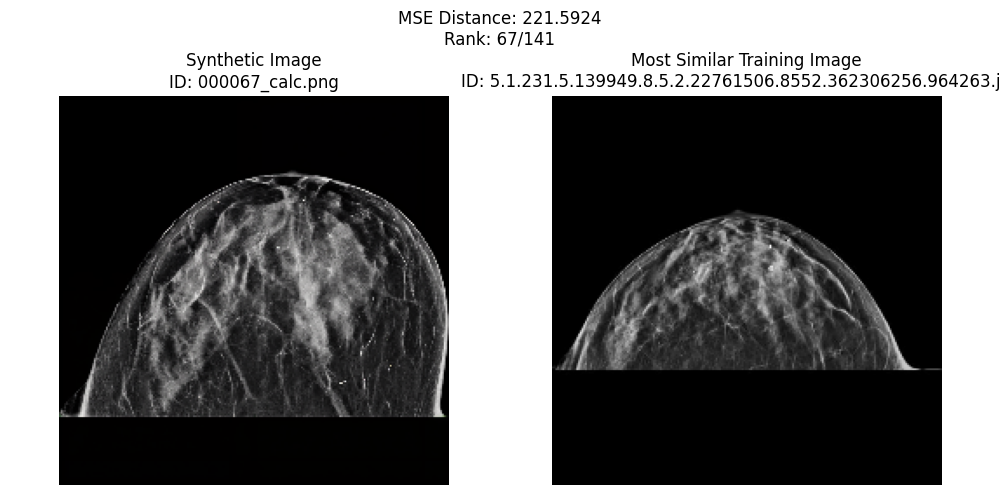 MSE Distance: 221.5924
Rank: 67/141
Synthetic Image
ID: 000067_calc.png
Most Similar Training Image
ID: 5.1.231.5.139949.8.5.2.22761506.8552.362306256.964263.j